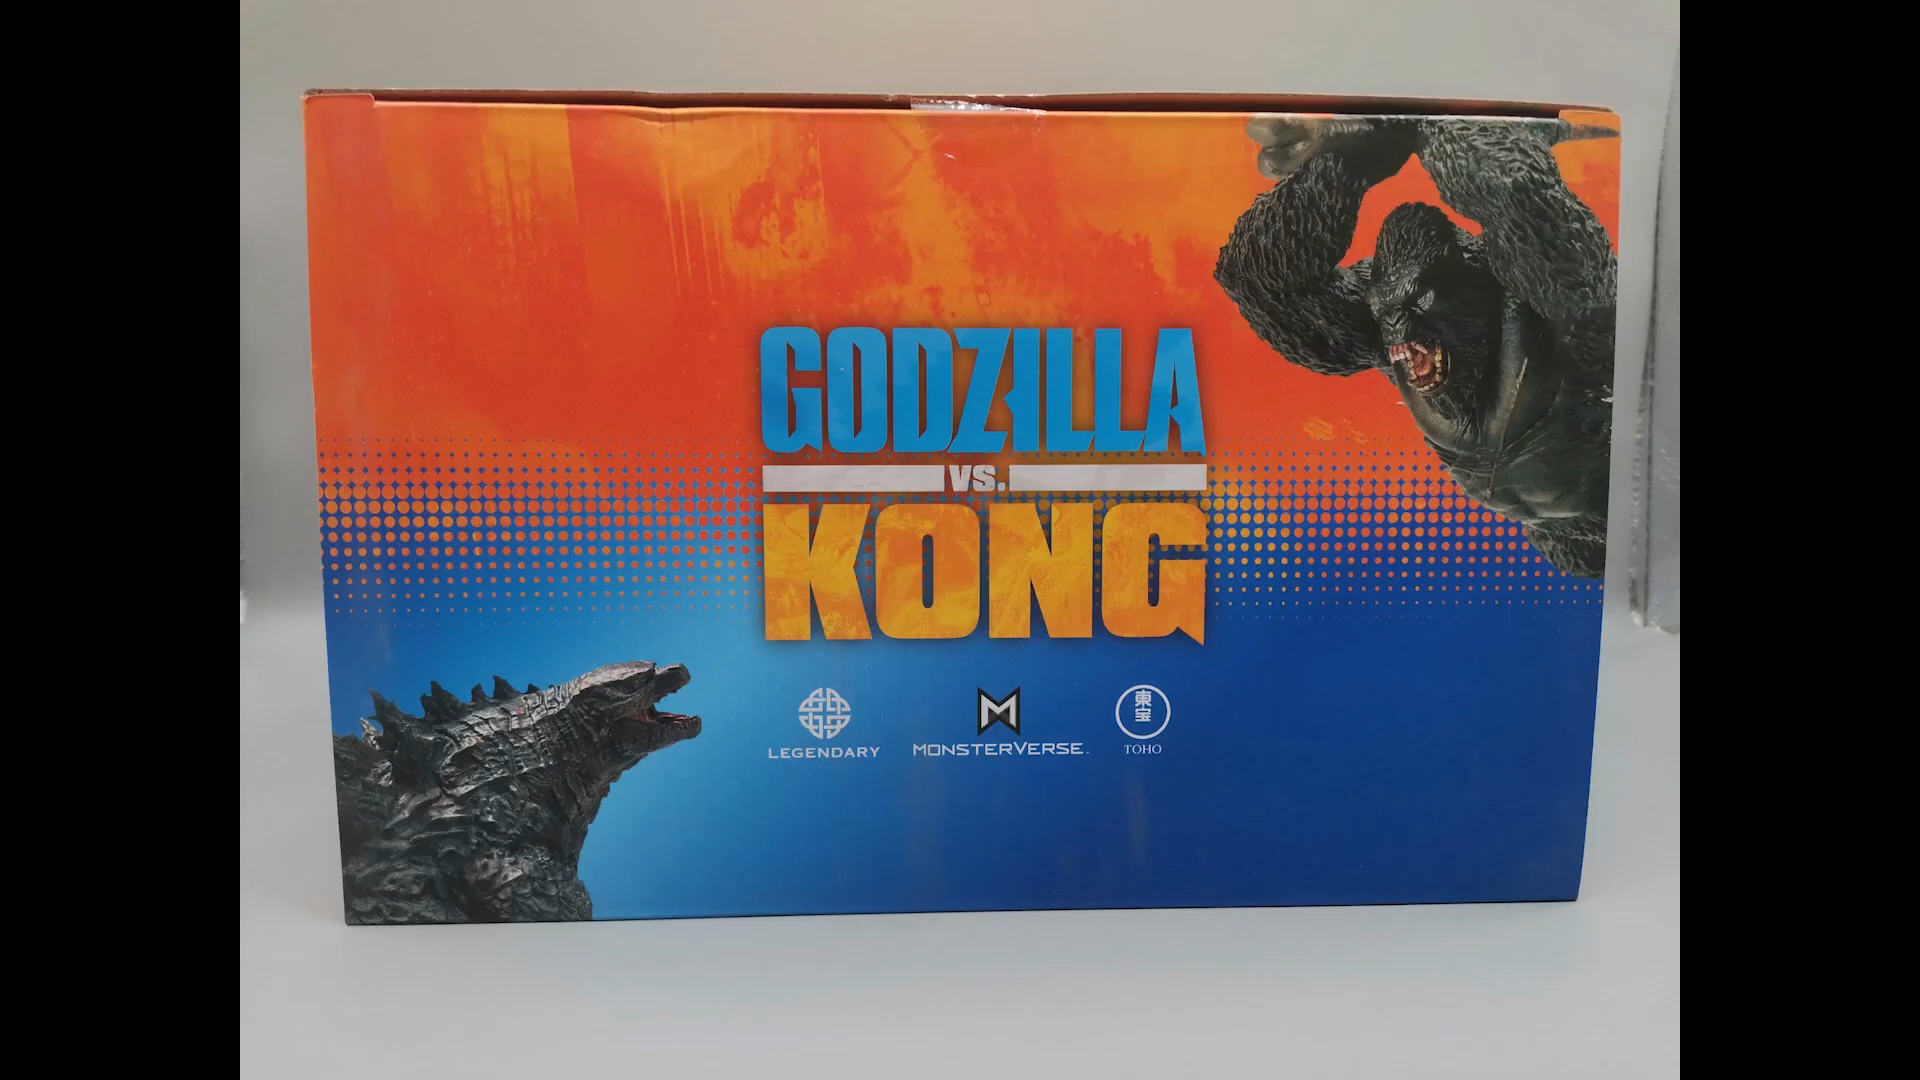 GODZILLA
VS.
KONG
LEGENDARY
M
MONSTERVERSE
東宝
TOHO